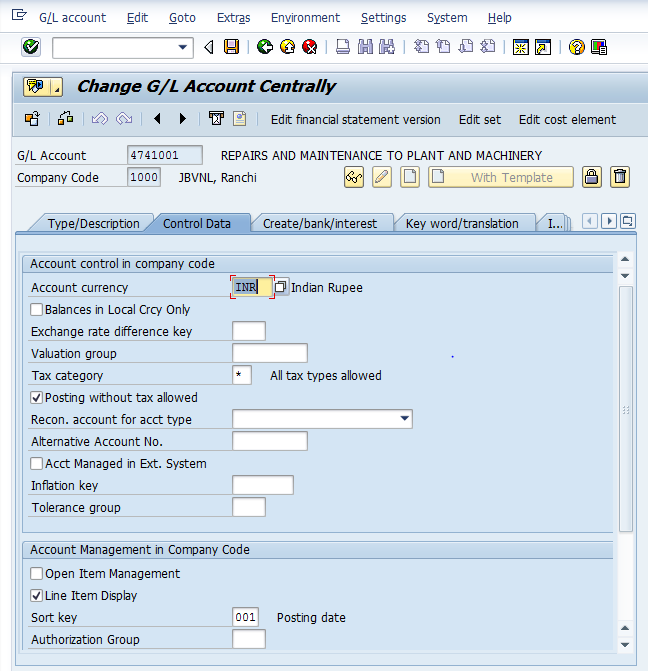 G/L account Edit Goto Extras Environment Settings System Help
Change G/L Account Centrally
Edit financial statement version Edit set Edit cost element
G/L Account 4741001 REPAIRS AND MAINTENANCE TO PLANT AND MACHINERY
Company Code 1000 JBVNL, Ranchi With Template
Type/Description Control Data Create/bank/interest Key word/translation I...
Account control in company code
Account currency INR Indian Rupee
Balances in Local Crcy Only
Exchange rate difference key
Valuation group
Tax category * All tax types allowed
Posting without tax allowed
Recon. account for acct type
Alternative Account No.
Acct Managed in Ext. System
Inflation key
Tolerance group
Account Management in Company Code
Open Item Management
Line Item Display
Sort key 001 Posting date
Authorization Group